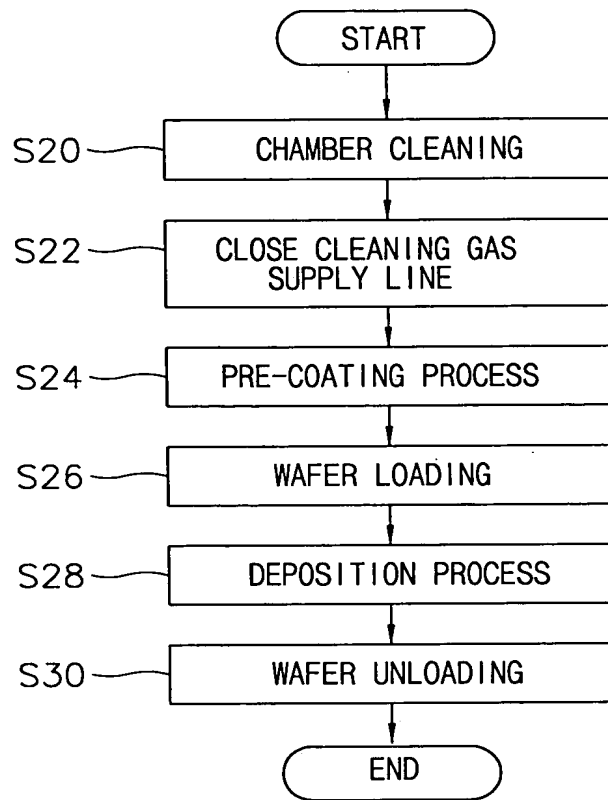 START
S20 CHAMBER CLEANING
S22 CLOSE CLEANING GAS
SUPPLY LINE
S24 PRE-COATING PROCESS
S26 WAFER LOADING
S28 DEPOSITION PROCESS
S30 WAFER UNLOADING
END